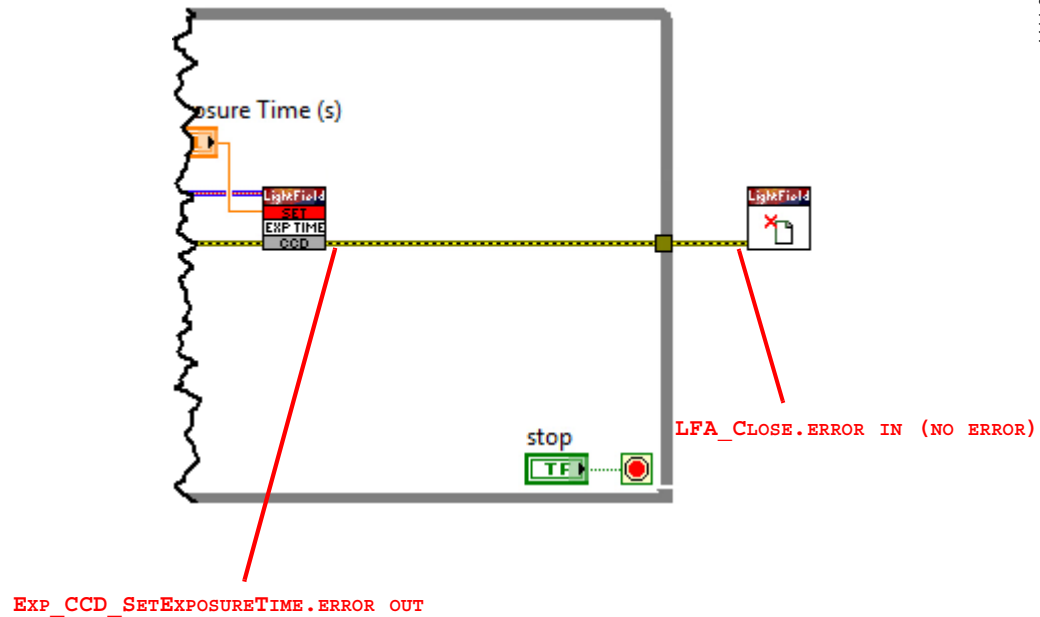 osure Time (s)
LightField
SET
EXP TIME
CCD
LightField
LFA_Close.error in (no error)
stop
TF
Exp_CCD_SetExposureTime.error out